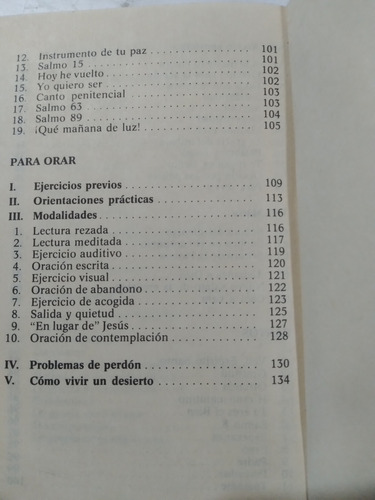 12. Instrumento de tu paz 101
13. Salmo 15 101
14. Hoy he vuelto 102
15. Yo quiero ser 102
16. Canto penitencial 103
17. Salmo 63 103
18. Salmo 89 104
19. ¡Qué mañana de luz! 105
PARA ORAR
I. Ejercicios previos 109
II. Orientaciones prácticas 113
III. Modalidades 116
1. Lectura rezada 116
2. Lectura meditada 117
3. Ejercicio auditivo 119
4. Oración escrita 120
5. Ejercicio visual 121
6. Oración de abandono 122
7. Ejercicio de acogida 123
8. Salida y quietud 125
9. "En lugar de" Jesús 127
10. Oración de contemplación 128
IV. Problemas de perdón 130
V. Cómo vivir un desierto 134